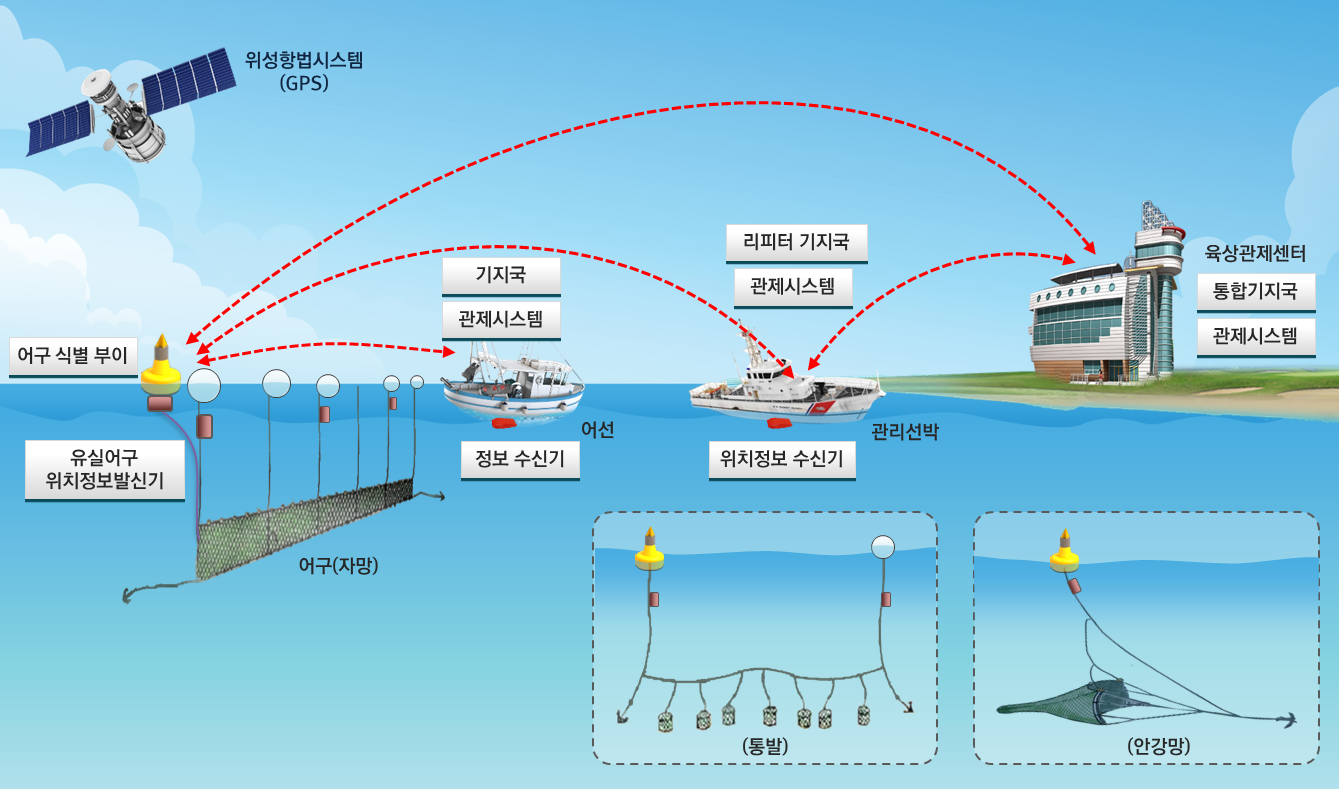 위성항법시스템
(GPS)
리피터 기지국
관제시스템
기지국
관제시스템
육상관제센터
통합기지국
관제시스템
어구 식별 부이
어선
관리선박
정보 수신기
위치정보 수신기
유실어구
위치정보발신기
어구(자망)
(통발)
(안강망)